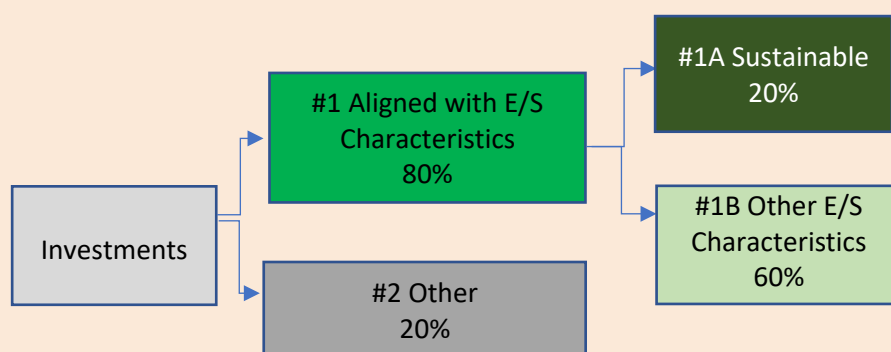 #1A Sustainable
20%
#1 Aligned with E/S
Characteristics
80%
#1B Other E/S
Characteristics
60%
Investments
#2 Other
20%